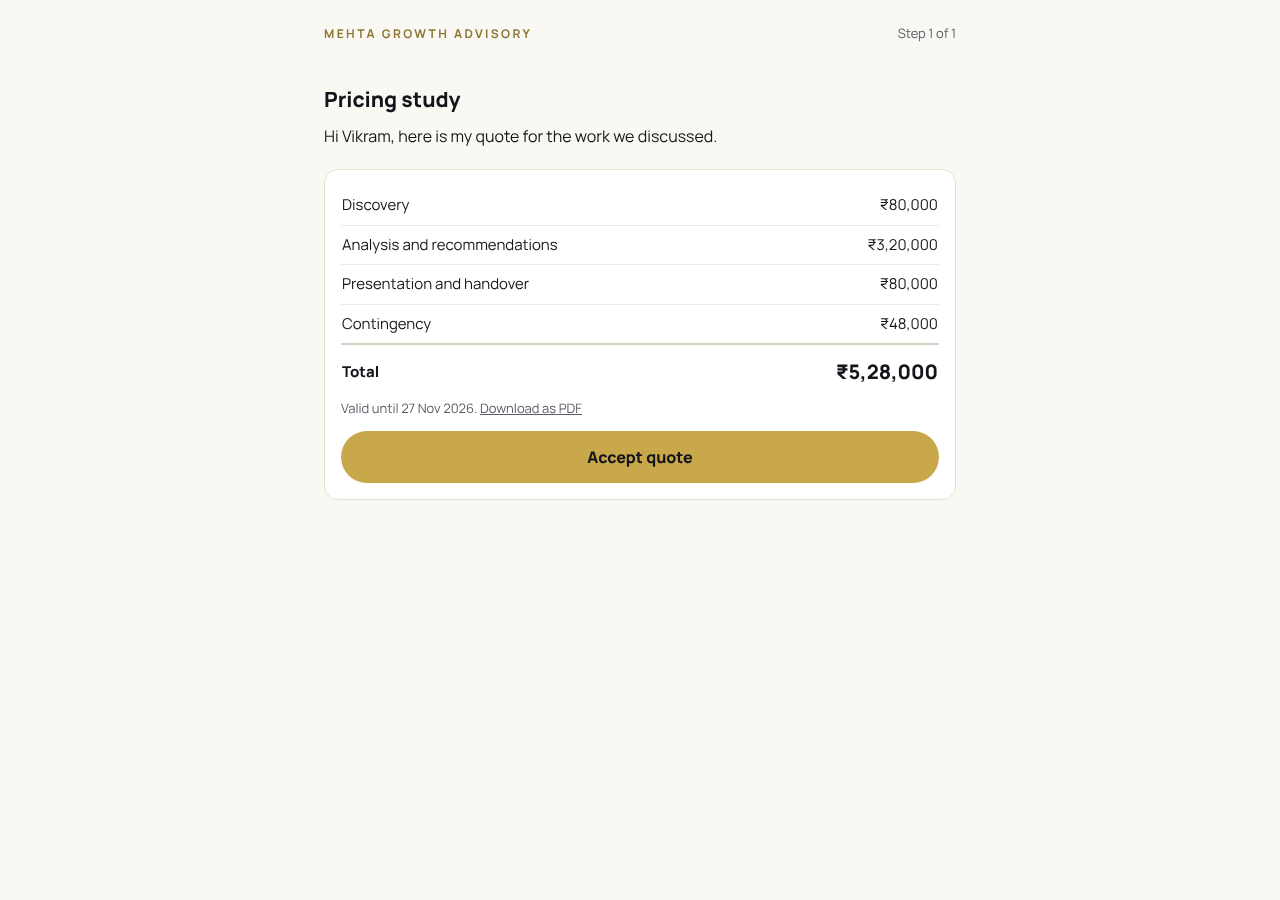 MEHTA GROWTH ADVISORY Step 1 of 1
Pricing study
Hi Vikram, here is my quote for the work we discussed.
Discovery ₹80,000
Analysis and recommendations ₹3,20,000
Presentation and handover ₹80,000
Contingency ₹48,000
Total ₹5,28,000
Valid until 27 Nov 2026. Download as PDF
Accept quote